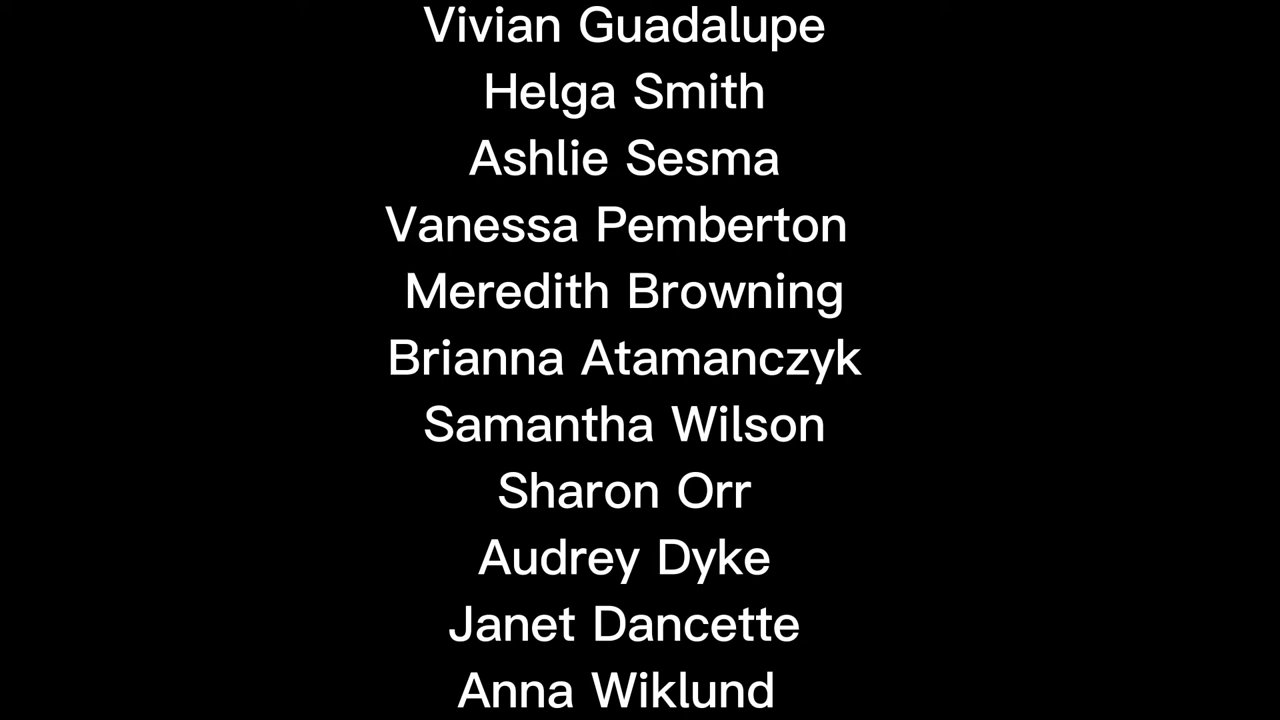 Vivian Guadalupe
Helga Smith
Ashlie Sesma
Vanessa Pemberton
Meredith Browning
Brianna Atamanczyk
Samantha Wilson
Sharon Orr
Audrey Dyke
Janet Dancette
Anna Wiklund